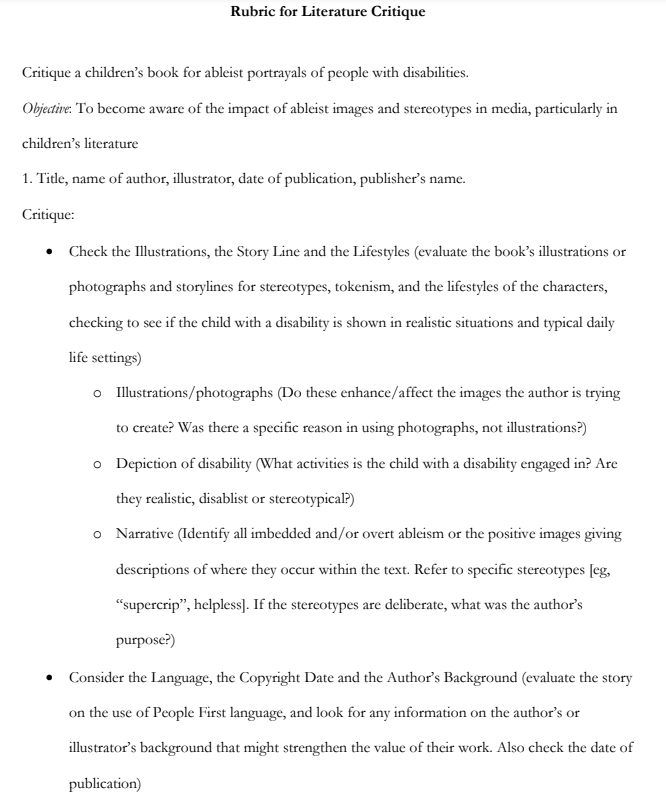 Rubric for Literature Critique
Critique a children's book for ableist portrayals of people with disabilities.
Objective: To become aware of the impact of ableist images and stereotypes in media, particularly in
children's literature
1. Title, name of author, illustrator, date of publication, publisher's name.
Critique:
• Check the Illustrations, the Story Line and the Lifestyles (evaluate the book's illustrations or
photographs and storylines for stereotypes, tokenism, and the lifestyles of the characters,
checking to see if the child with a disability is shown in realistic situations and typical daily
life settings)
o Illustrations/photographs (Do these enhance/affect the images the author is trying
to create? Was there a specific reason in using photographs, not illustrations?)
o Depiction of disability (What activities is the child with a disability engaged in? Are
they realistic, disablist or stereotypical?)
o Narrative (Identify all imbedded and/or overt ableism or the positive images giving
descriptions of where they occur within the text. Refer to specific stereotypes [eg,
“supercrip”, helpless]. If the stereotypes are deliberate, what was the author's
purpose?)
• Consider the Language, the Copyright Date and the Author's Background (evaluate the story
on the use of People First language, and look for any information on the author's or
illustrator's background that might strengthen the value of their work. Also check the date of
publication)